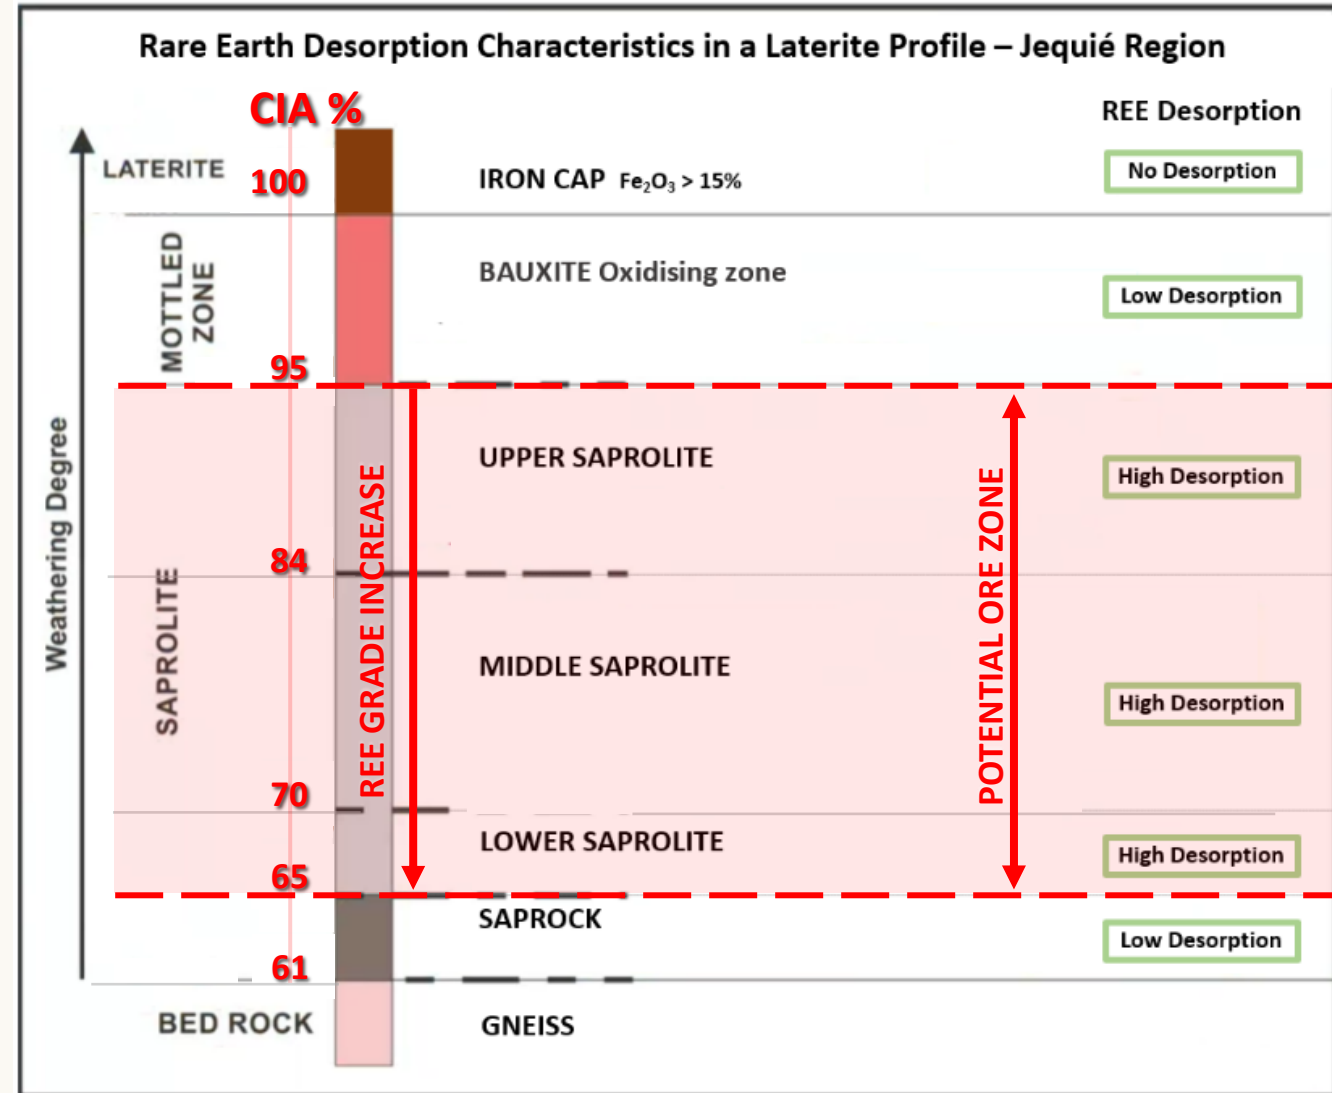 Rare Earth Desorption Characteristics in a Laterite Profile – Jequié Region
CIA %
REE Desorption
LATERITE
100
IRON CAP Fe₂O₃ > 15%
No Desorption
MOTTLED
ZONE
BAUXITE Oxidising zone
Low Desorption
95
Weathering Degree
SAPROLITE
REE GRADE INCREASE
POTENTIAL ORE ZONE
UPPER SAPROLITE
High Desorption
84
MIDDLE SAPROLITE
High Desorption
70
LOWER SAPROLITE
High Desorption
65
SAPROCK
Low Desorption
61
BED ROCK
GNEISS